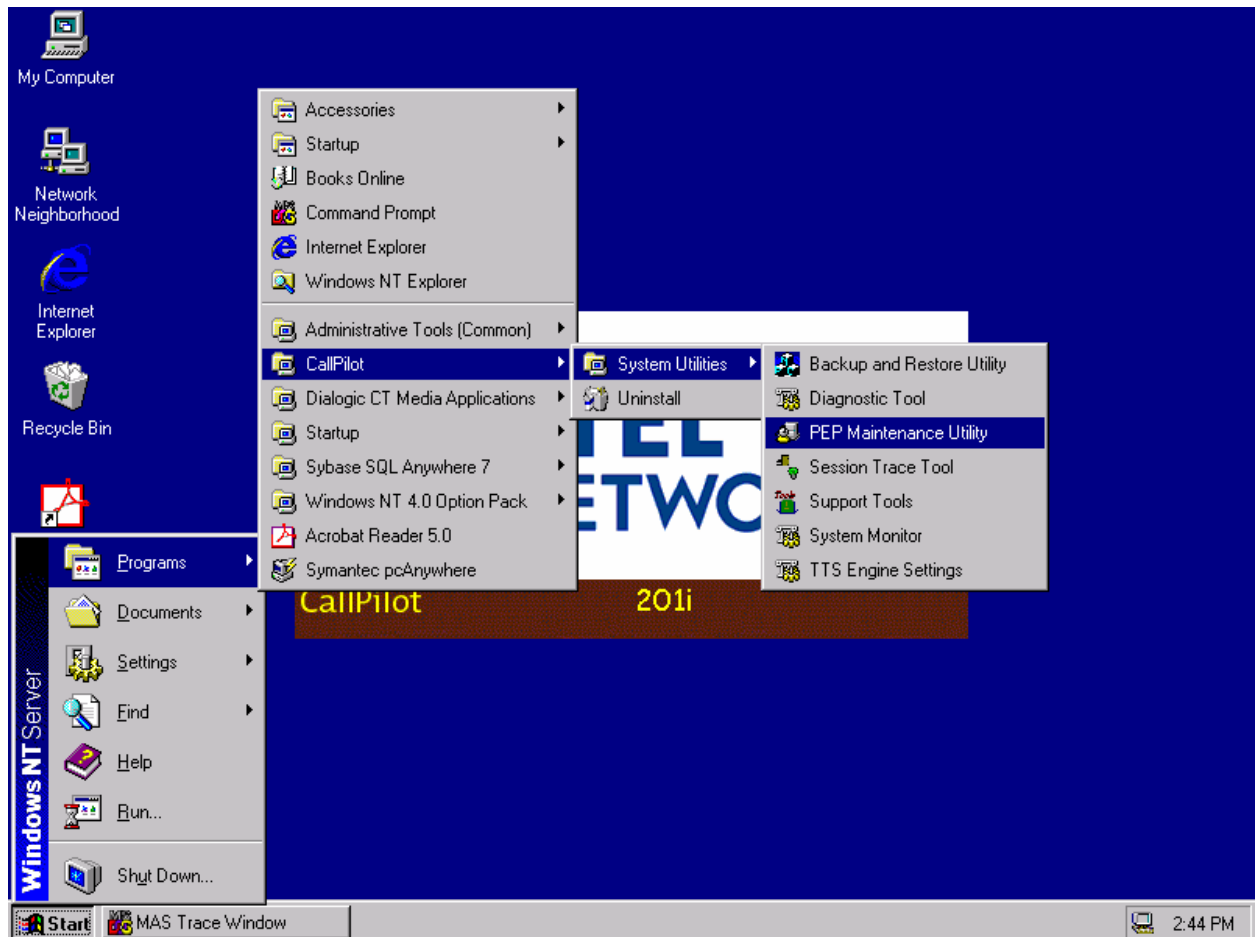 My Computer
Network
Neighborhood
Internet
Explorer
Recycle Bin
Accessories
Startup
Books Online
Command Prompt
Internet Explorer
Windows NT Explorer
Administrative Tools (Common)
CallPilot
Dialogic CT Media Applications
Startup
Sybase SQL Anywhere 7
Windows NT 4.0 Option Pack
Acrobat Reader 5.0
Symantec pcAnywhere
System Utilities
Uninstall
Backup and Restore Utility
Diagnostic Tool
PEP Maintenance Utility
Session Trace Tool
Support Tools
System Monitor
TTS Engine Settings
CallPilot 201i
Programs
Documents
Settings
Find
Help
Run...
Shut Down...
Windows NT Server
Start
MAS Trace Window
2:44 PM